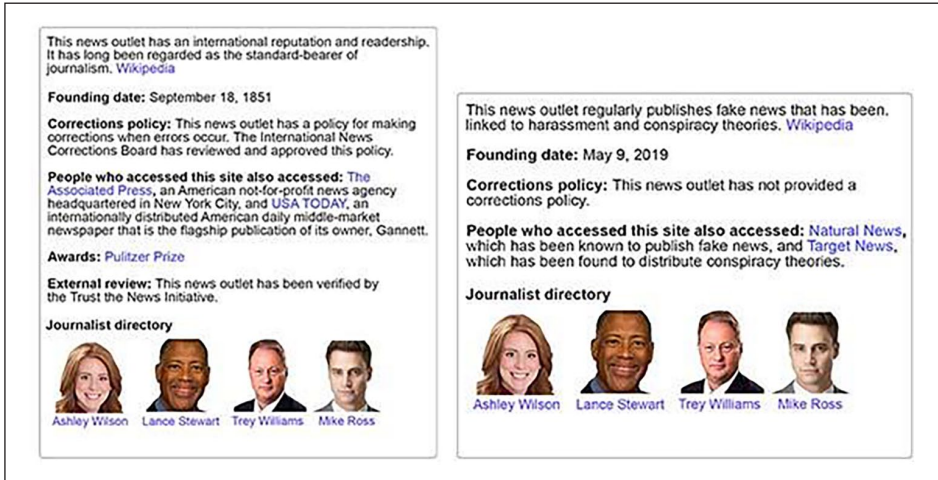 This news outlet has an international reputation and readership.
It has long been regarded as the standard-bearer of
journalism. Wikipedia
Founding date: September 18, 1851
Corrections policy: This news outlet has a policy for making
corrections when errors occur. The International News
Corrections Board has reviewed and approved this policy.
People who accessed this site also accessed: The
Associated Press, an American not-for-profit news agency
headquartered in New York City, and USA TODAY, an
internationally distributed American daily middle-market
newspaper that is the flagship publication of its owner, Gannett.
Awards: Pulitzer Prize
External review: This news outlet has been verified by
the Trust the News Initiative.
Journalist directory
Ashley Wilson Lance Stewart Trey Williams Mike Ross
This news outlet regularly publishes fake news that has been.
linked to harassment and conspiracy theories. Wikipedia
Founding date: May 9, 2019
Corrections policy: This news outlet has not provided a
corrections policy.
People who accessed this site also accessed: Natural News,
which has been known to publish fake news, and Target News,
which has been found to distribute conspiracy theories.
Journalist directory
Ashley Wilson Lance Stewart Trey Williams Mike Ross